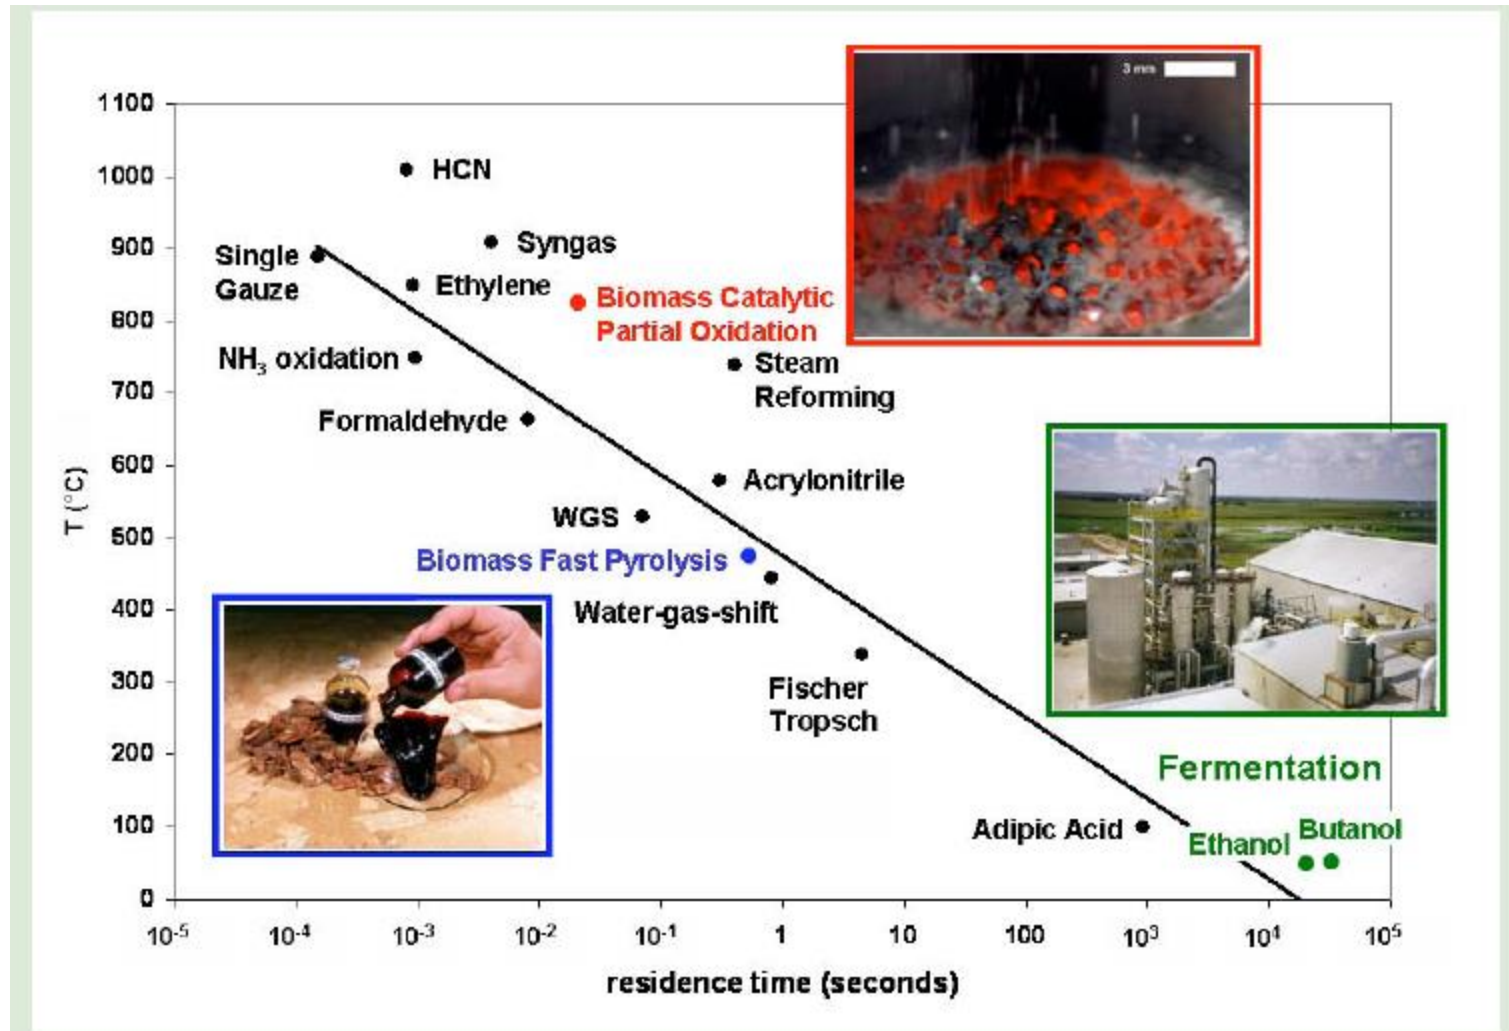 3 mm
1100
1000
900
800
700
600
500
400
300
200
100
0
T (°C)
HCN
Syngas
Single
Gauze
Ethylene
Biomass Catalytic
Partial Oxidation
NH₃ oxidation
Steam
Reforming
Formaldehyde
Acrylonitrile
WGS
Biomass Fast Pyrolysis
Water-gas-shift
Fischer
Tropsch
Fermentation
Adipic Acid
Ethanol
Butanol
10⁻⁵
10⁻⁴
10⁻³
10⁻²
10⁻¹
1
10
100
10³
10⁴
10⁵
residence time (seconds)